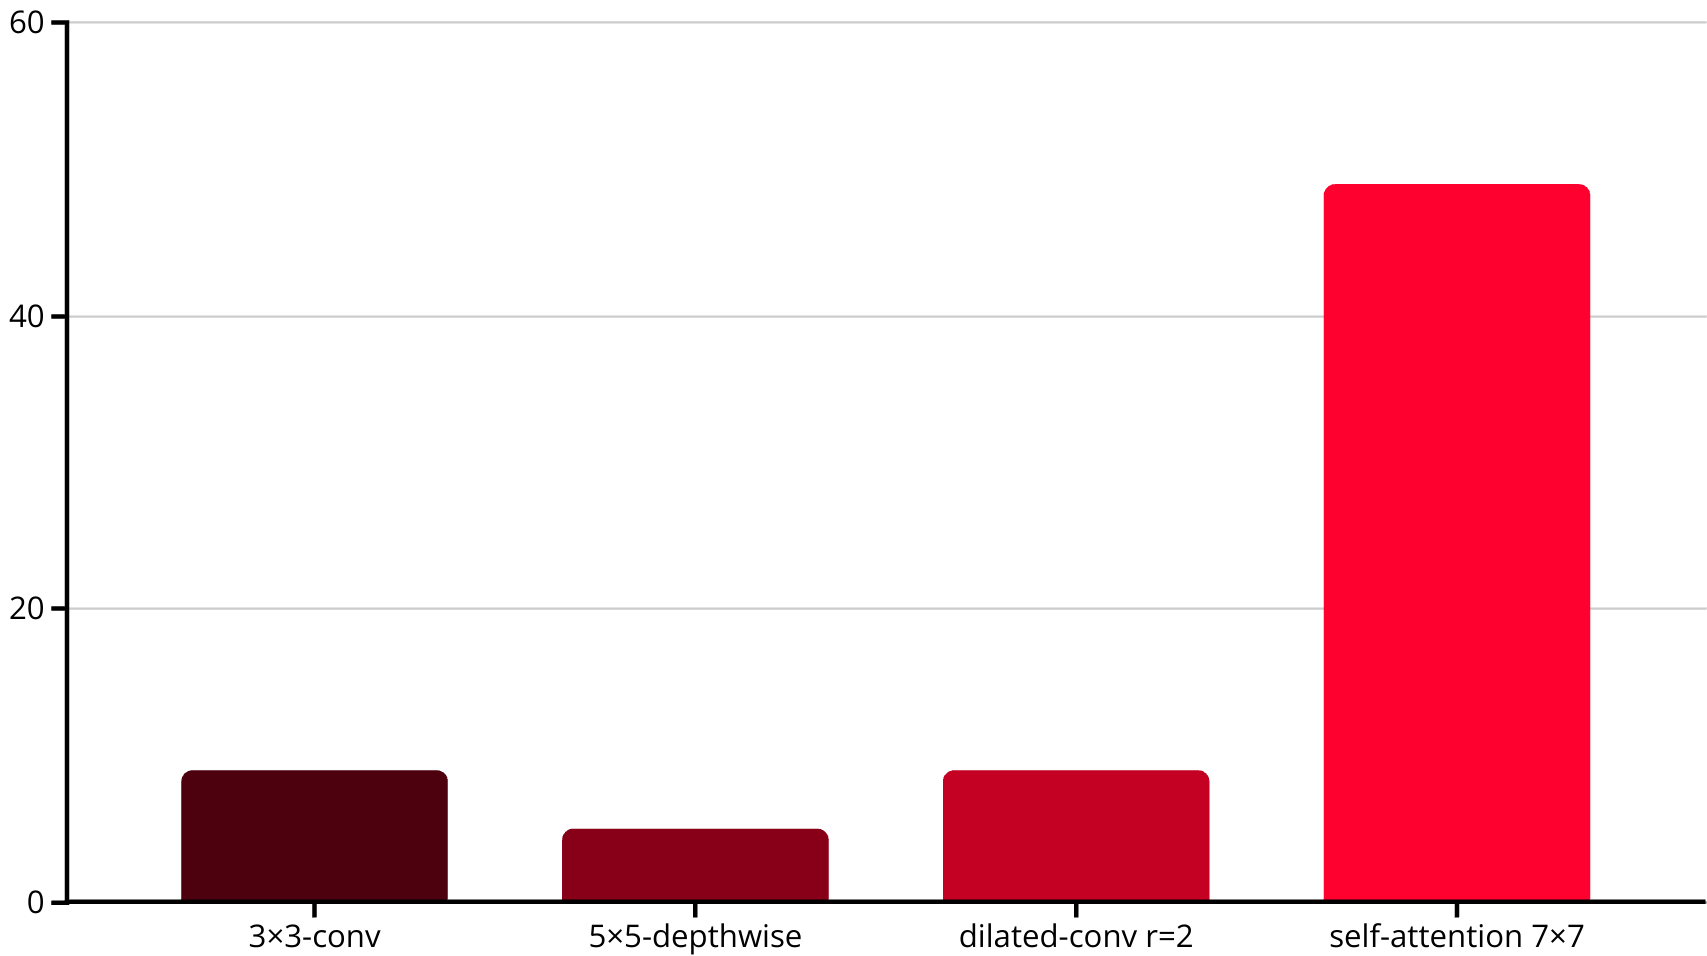 60
40
20
0
3×3-conv
5×5-depthwise
dilated-conv r=2
self-attention 7×7